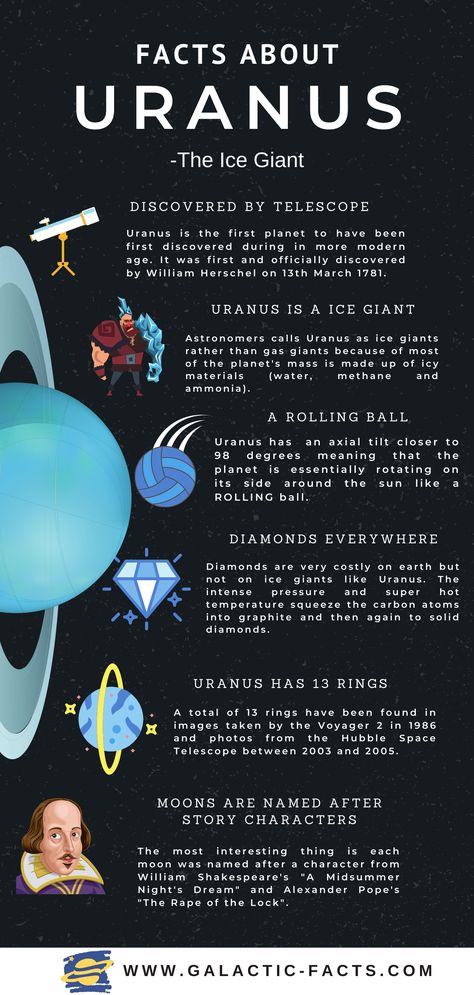 FACTS ABOUT
URANUS
-The Ice Giant
DISCOVERED BY TELESCOPE
Uranus is the first planet to have been
first discovered during in more modern
age. It was first and officially discovered
by William Herschel on 13th March 1781.
URANUS IS A ICE GIANT
Astronomers calls Uranus as ice giants
rather than gas giants because of most
of the planet's mass is made up of icy
materials (water, methane and
ammonia).
A ROLLING BALL
Uranus has an axial tilt closer to
98 degrees meaning that the
planet is essentially rotating on
its side around the sun like a
ROLLING ball.
DIAMONDS EVERYWHERE
Diamonds are very costly on earth but
not on ice giants like Uranus. The
intense pressure and super hot
temperature squeeze the carbon atoms
into graphite and then again to solid
diamonds.
URANUS HAS 13 RINGS
A total of 13 rings have been found in
images taken by the Voyager 2 in 1986
and photos from the Hubble Space
Telescope between 2003 and 2005.
MOONS ARE NAMED AFTER
STORY CHARACTERS
The most interesting thing is each
moon was named after a character from
William Shakespeare's "A Midsummer
Night's Dream" and Alexander Pope's
"The Rape of the Lock".
WWW.GALACTIC-FACTS.COM